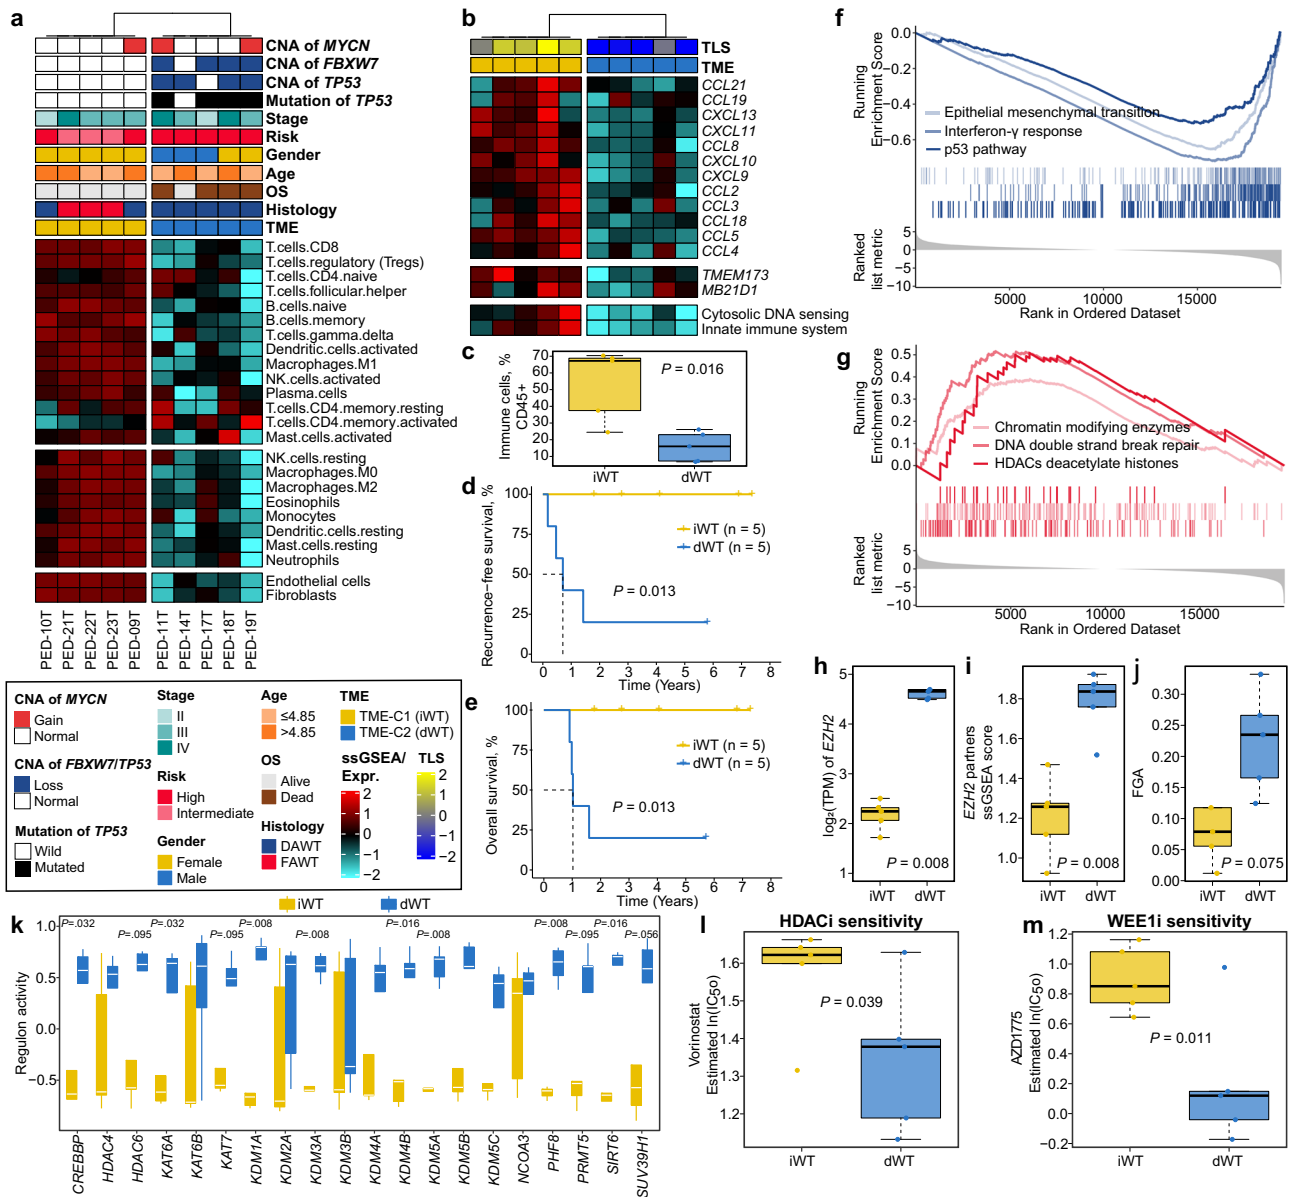 a
CNA of MYCN
CNA of FBXW7
CNA of TP53
Mutation of TP53
Stage
Risk
Gender
Age
OS
Histology
TME
T.cells.CD8
T.cells.regulatory (Tregs)
T.cells.CD4.naive
T.cells.follicular.helper
B.cells.naive
B.cells.memory
T.cells.gamma.delta
Dendritic.cells.activated
Macrophages.M1
NK.cells.activated
Plasma.cells
T.cells.CD4.memory.resting
T.cells.CD4.memory.activated
Mast.cells.activated
NK.cells.resting
Macrophages.M0
Macrophages.M2
Eosinophils
Monocytes
Dendritic.cells.resting
Mast.cells.resting
Neutrophils
Endothelial cells
Fibroblasts
PED-10T
PED-21T
PED-22T
PED-23T
PED-09T
PED-11T
PED-14T
PED-17T
PED-18T
PED-19T
CNA of MYCN
Gain
Normal
CNA of FBXW7/TP53
Loss
Normal
Mutation of TP53
Wild
Mutated
Stage
II
III
IV
Risk
High
Intermediate
Gender
Female
Male
Age
≤4.85
>4.85
OS
Alive
Dead
Histology
DAWT
FAWT
TME
TME-C1 (iWT)
TME-C2 (dWT)
ssGSEA/
Expr.
2
1
0
−1
−2
TLS
2
1
0
−1
−2
b
TLS
TME
CCL21
CCL19
CXCL13
CXCL11
CCL8
CXCL10
CXCL9
CCL2
CCL3
CCL18
CCL5
CCL4
TMEM173
MB21D1
Cytosolic DNA sensing
Innate immune system
c
Immune cells, %
CD45+
70
60
50
40
30
20
10
P = 0.016
iWT
dWT
d
Recurrence−free survival, %
100
75
50
25
0
iWT (n = 5)
dWT (n = 5)
P = 0.013
0 1 2 3 4 5 6 7 8
Time (Years)
e
Overall survival, %
100
75
50
25
0
iWT (n = 5)
dWT (n = 5)
P = 0.013
0 1 2 3 4 5 6 7 8
Time (Years)
f
Running
Enrichment Score
0.0
−0.2
−0.4
−0.6
Epithelial mesenchymal transition
Interferon-γ response
p53 pathway
Ranked
list metric
5
0
−5
−10
5000 10000 15000
Rank in Ordered Dataset
g
Running
Enrichment Score
0.5
0.4
0.3
0.2
0.1
0.0
Chromatin modifying enzymes
DNA double strand break repair
HDACs deacetylate histones
Ranked
list metric
5
0
−5
−10
5000 10000 15000
Rank in Ordered Dataset
h
log2(TPM) of EZH2
5
4
3
2
1
P = 0.008
iWT dWT
i
EZH2 partners
ssGSEA score
1.8
1.6
1.4
1.2
1.0
P = 0.008
iWT dWT
j
FGA
0.30
0.25
0.20
0.15
0.10
0.05
0.00
P = 0.075
iWT dWT
k
iWT dWT
Regulon activity
1.0
0.5
0.0
−0.5
P=.032
P=.095
P=.032
P=.095
P=.008
P=.008
P=.016
P=.008
P=.008
P=.095
P=.016
P=.056
CREBBP
HDAC4
HDAC6
KAT6A
KAT6B
KAT7
KDM1A
KDM2A
KDM3A
KDM3B
KDM4A
KDM4B
KDM5A
KDM5B
KDM5C
NCOA3
PHF8
PRMT5
SIRT6
SUV39H1
l
HDACi sensitivity
Vorinostat
Estimated ln(IC50)
1.6
1.5
1.4
1.3
1.2
P = 0.039
iWT dWT
m
WEE1i sensitivity
AZD1775
Estimated ln(IC50)
1.2
1.0
0.8
0.6
0.4
0.2
0.0
−0.2
P = 0.011
iWT dWT